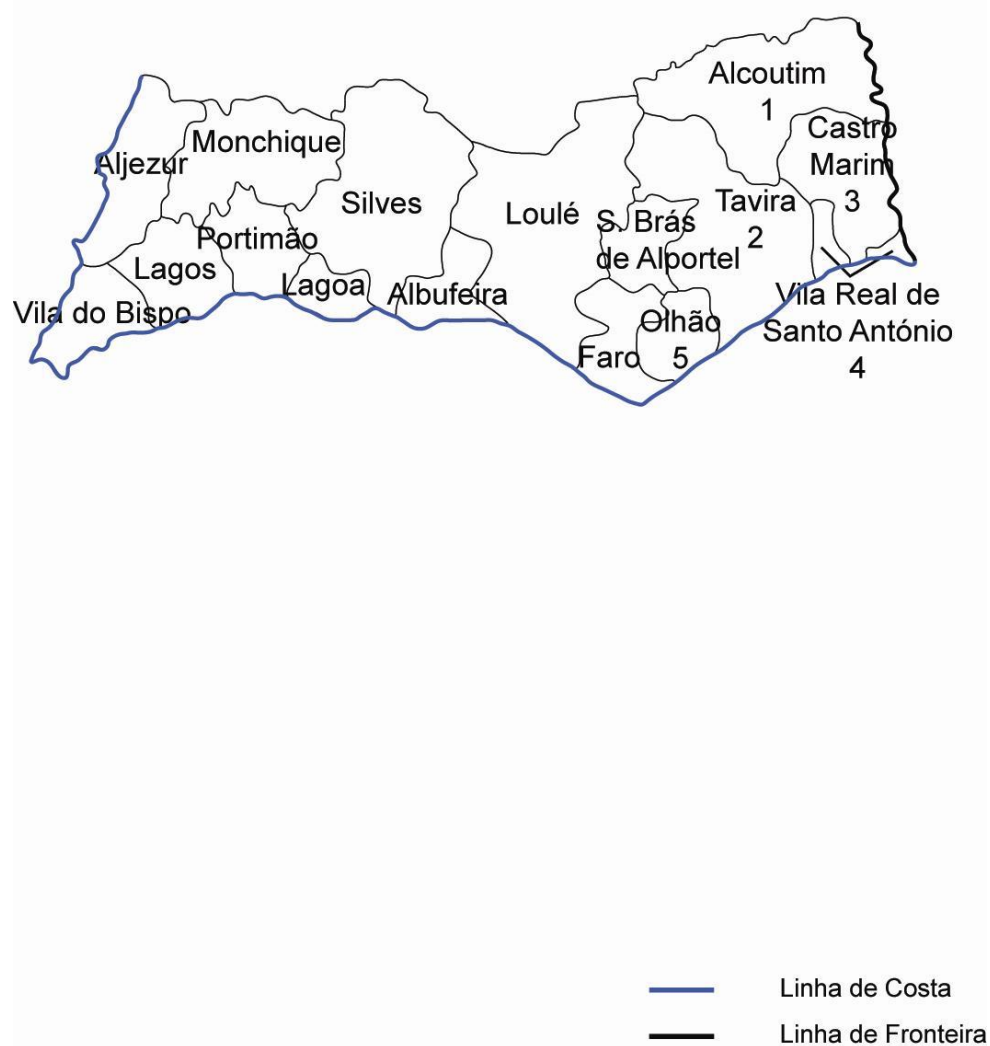 Alcoutim
1
Castro
Marim
3
Monchique
Aljezur
Silves
Loulé
Tavira
2
S. Brás
de Alportel
Portimão
Lagos
Lagoa
Albufeira
Vila do Bispo
Vila Real de
Santo António
4
Olhão
5
Faro
Linha de Costa
Linha de Fronteira